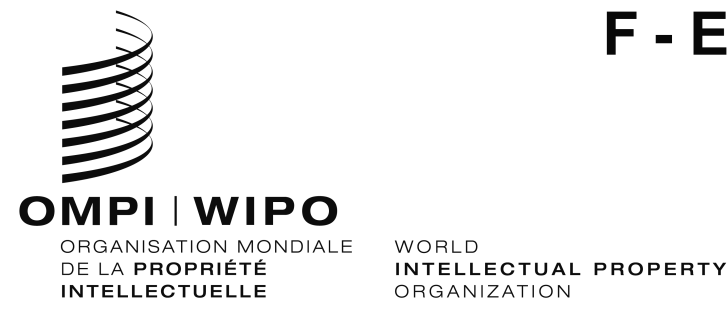 F - E
OMPI | WIPO
ORGANISATION MONDIALE
DE LA PROPRIÉTÉ
INTELLECTUELLE
WORLD
INTELLECTUAL PROPERTY
ORGANIZATION